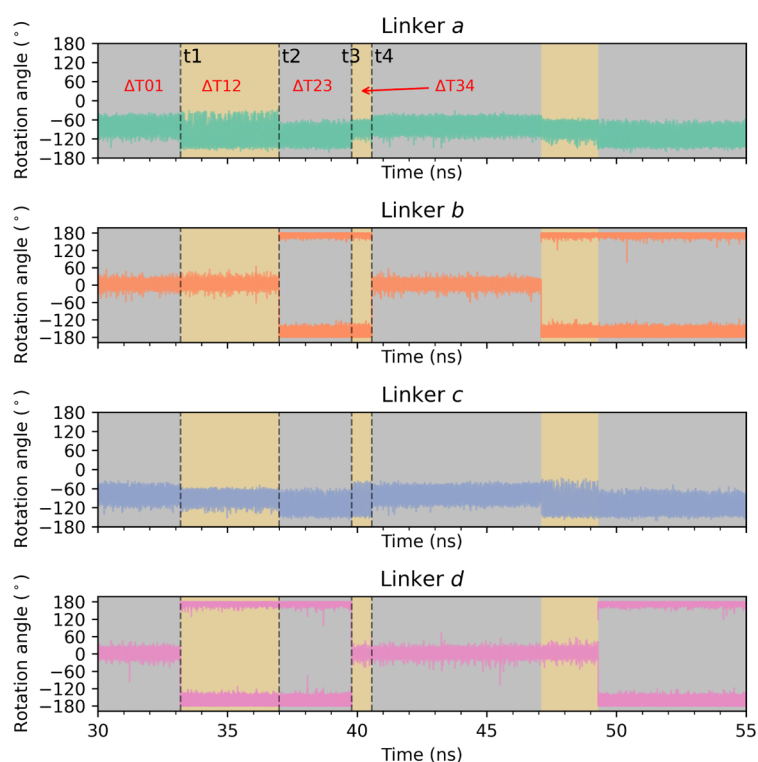 Linker a
Rotation angle (°)
180
120
60
0
−60
−120
−180
t1
t2
t3
t4
ΔT01
ΔT12
ΔT23
ΔT34
Time (ns)
Linker b
Rotation angle (°)
180
120
60
0
−60
−120
−180
Time (ns)
Linker c
Rotation angle (°)
180
120
60
0
−60
−120
−180
Time (ns)
Linker d
Rotation angle (°)
180
120
60
0
−60
−120
−180
30
35
40
45
50
55
Time (ns)